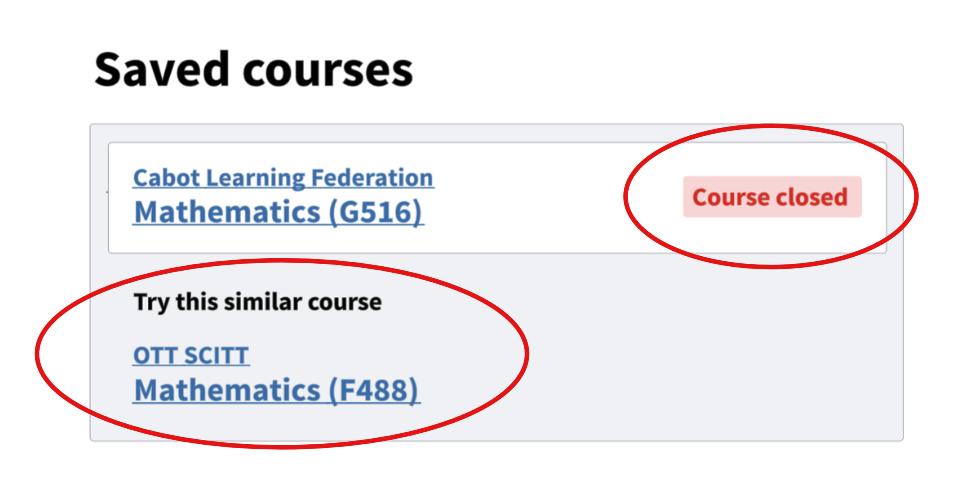 Saved courses
Cabot Learning Federation
Mathematics (G516)
Course closed
Try this similar course
OTT SCITT
Mathematics (F488)